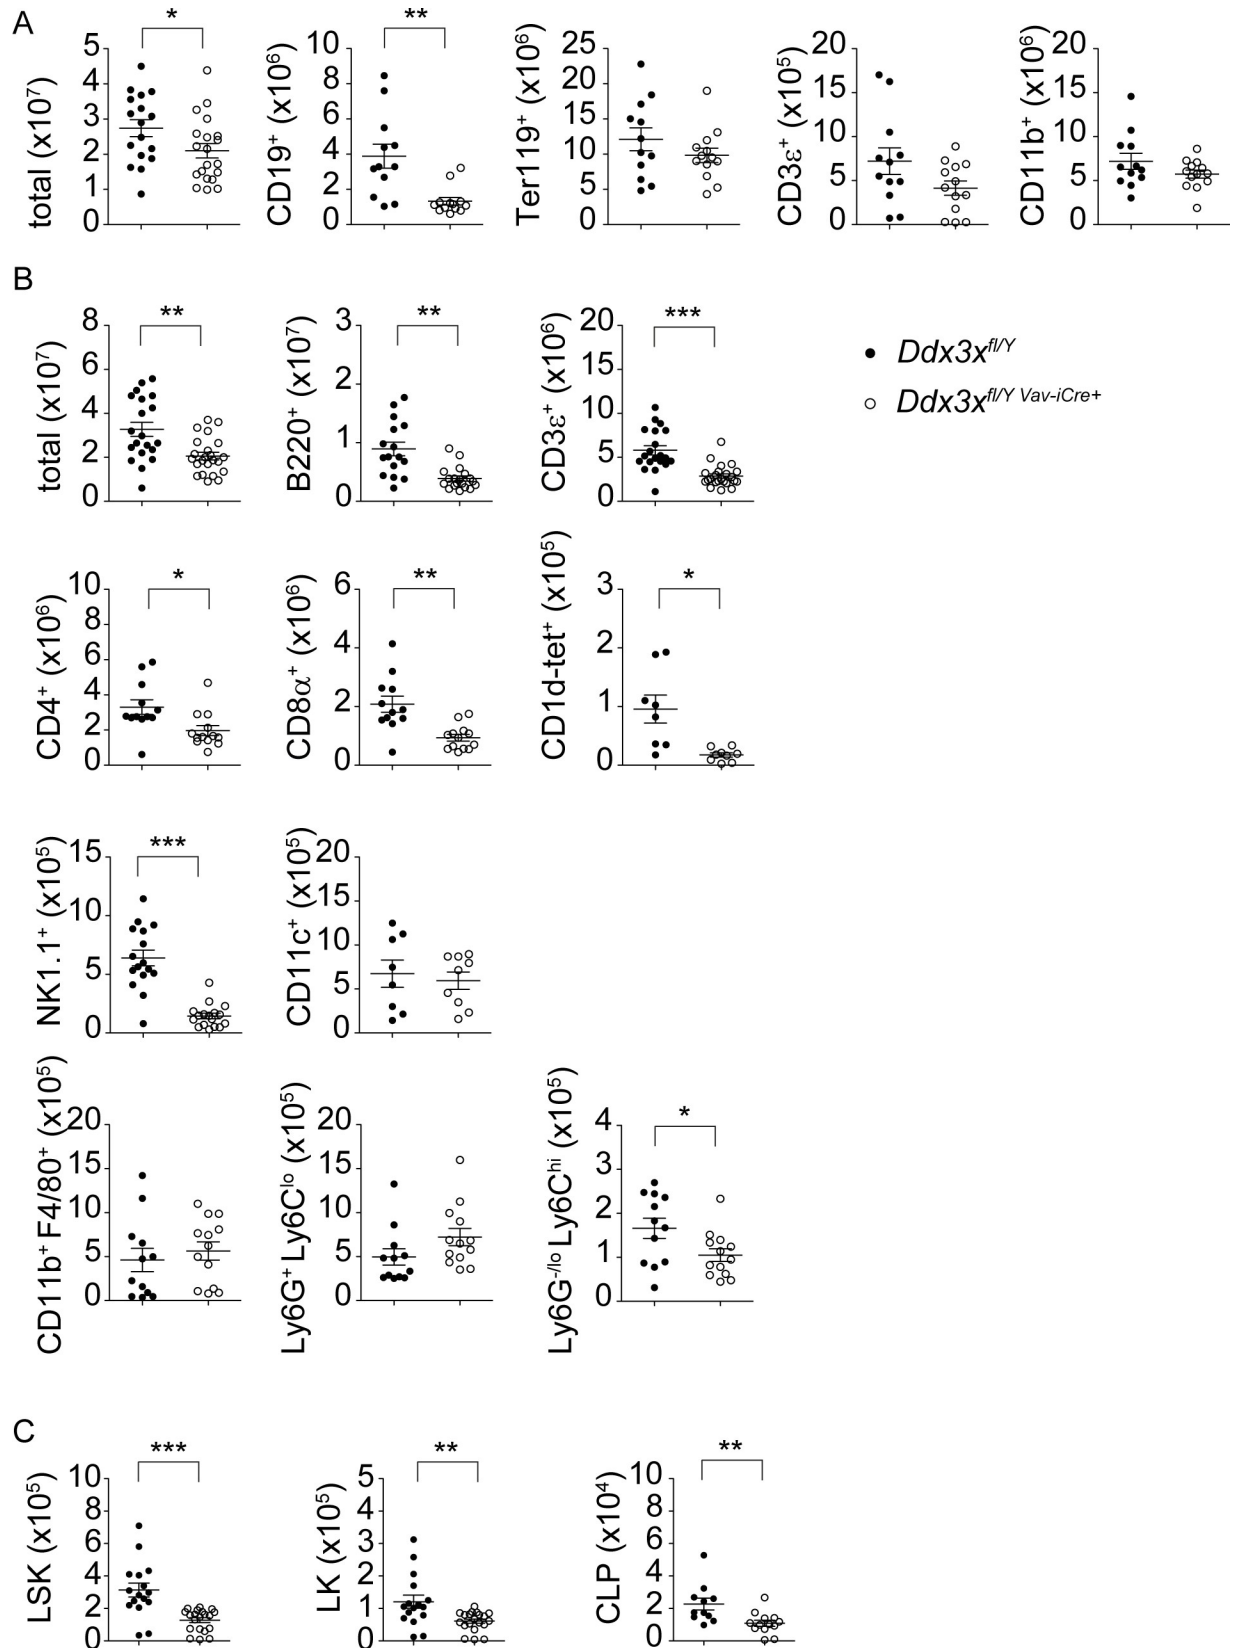 A
* **
total (x10⁷) 5 4 3 2 1 0
CD19⁺ (x10⁶) 10 8 6 4 2 0
Ter119⁺ (x10⁶) 25 20 15 10 5 0
CD3ε⁺ (x10⁵) 20 15 10 5 0
CD11b⁺ (x10⁶) 20 15 10 5 0
B
** ** ***
total (x10⁷) 8 6 4 2 0
B220⁺ (x10⁷) 3 2 1 0
CD3ε⁺ (x10⁶) 20 15 10 5 0
Ddx3x^fl/Y
Ddx3x^fl/Y Vav-iCre+
* ** *
CD4⁺ (x10⁶) 10 8 6 4 2 0
CD8α⁺ (x10⁶) 6 4 2 0
CD1d-tet⁺ (x10⁵) 3 2 1 0
***
NK1.1⁺ (x10⁵) 15 10 5 0
CD11c⁺ (x10⁵) 20 15 10 5 0
*
CD11b⁺ F4/80⁺ (x10⁵) 20 15 10 5 0
Ly6G⁺ Ly6C^lo (x10⁵) 20 15 10 5 0
Ly6G^-/lo Ly6C^hi (x10⁵) 4 3 2 1 0
C
*** ** **
LSK (x10⁵) 10 8 6 4 2 0
LK (x10⁵) 5 4 3 2 1 0
CLP (x10⁴) 10 8 6 4 2 0